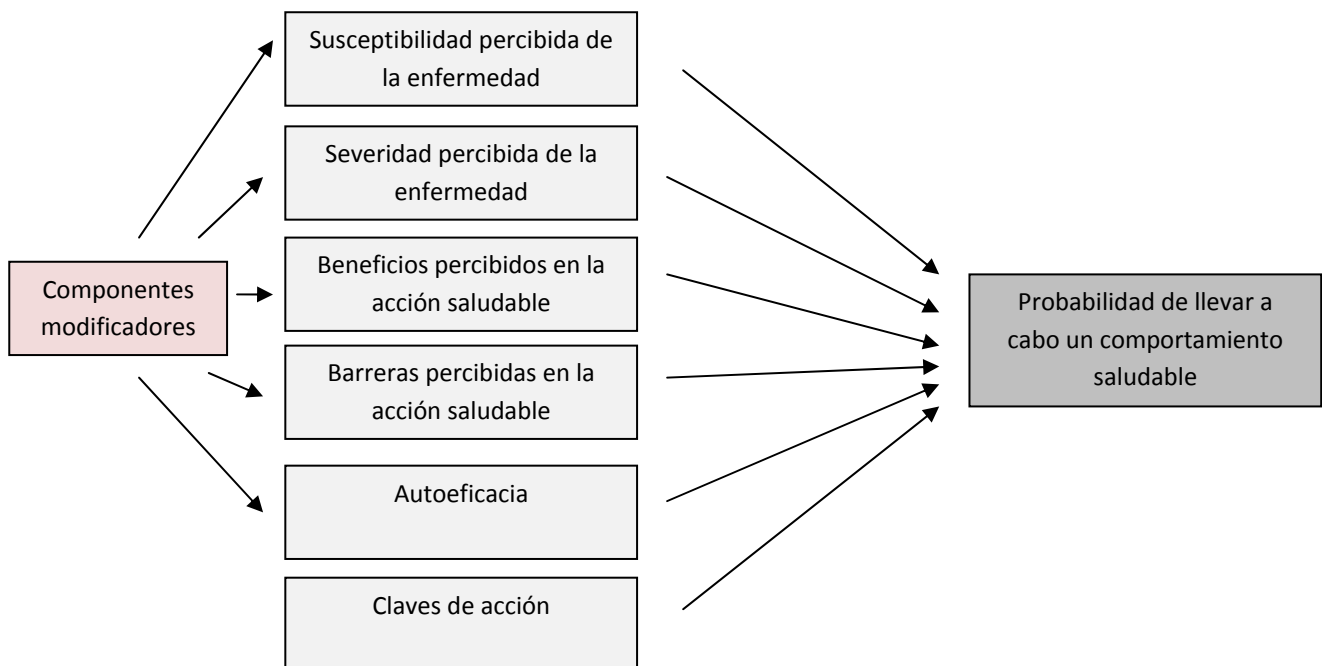 Susceptibilidad percibida de
la enfermedad
Severidad percibida de la
enfermedad
Beneficios percibidos en la
acción saludable
Componentes
modificadores
Barreras percibidas en la
acción saludable
Autoeficacia
Claves de acción
Probabilidad de llevar a
cabo un comportamiento
saludable